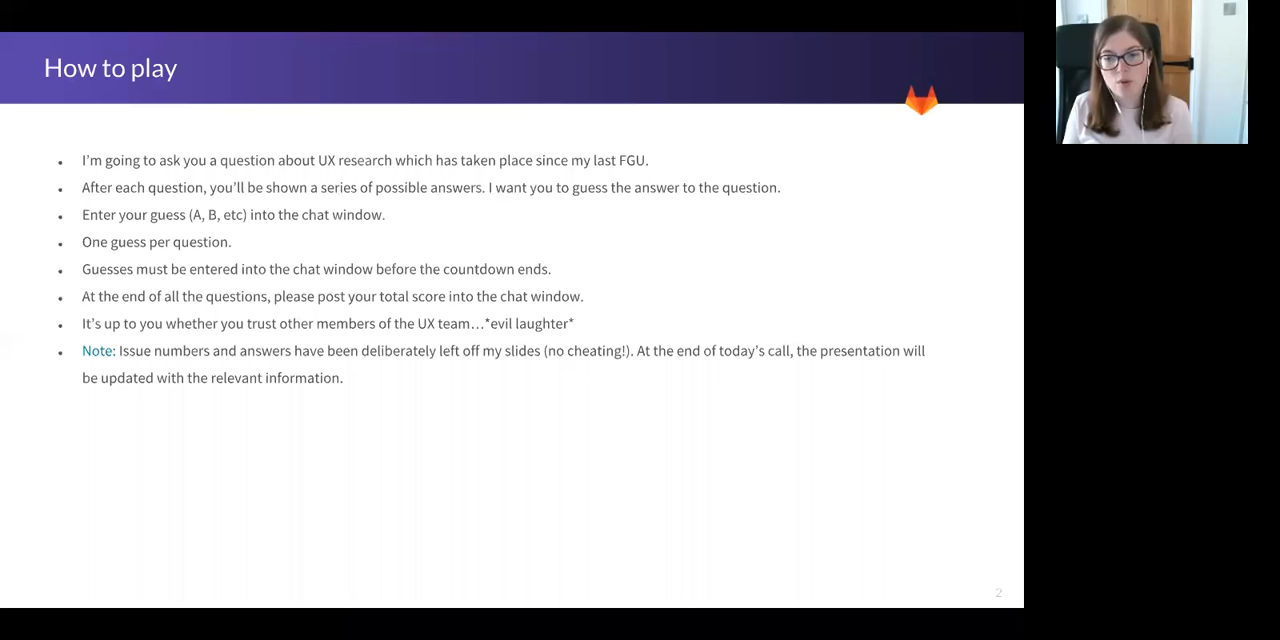 How to play
• I’m going to ask you a question about UX research which has taken place since my last FGU.
• After each question, you’ll be shown a series of possible answers. I want you to guess the answer to the question.
• Enter your guess (A, B, etc) into the chat window.
• One guess per question.
• Guesses must be entered into the chat window before the countdown ends.
• At the end of all the questions, please post your total score into the chat window.
• It’s up to you whether you trust other members of the UX team…*evil laughter*
• Note: Issue numbers and answers have been deliberately left off my slides (no cheating!). At the end of today’s call, the presentation will
be updated with the relevant information.
2